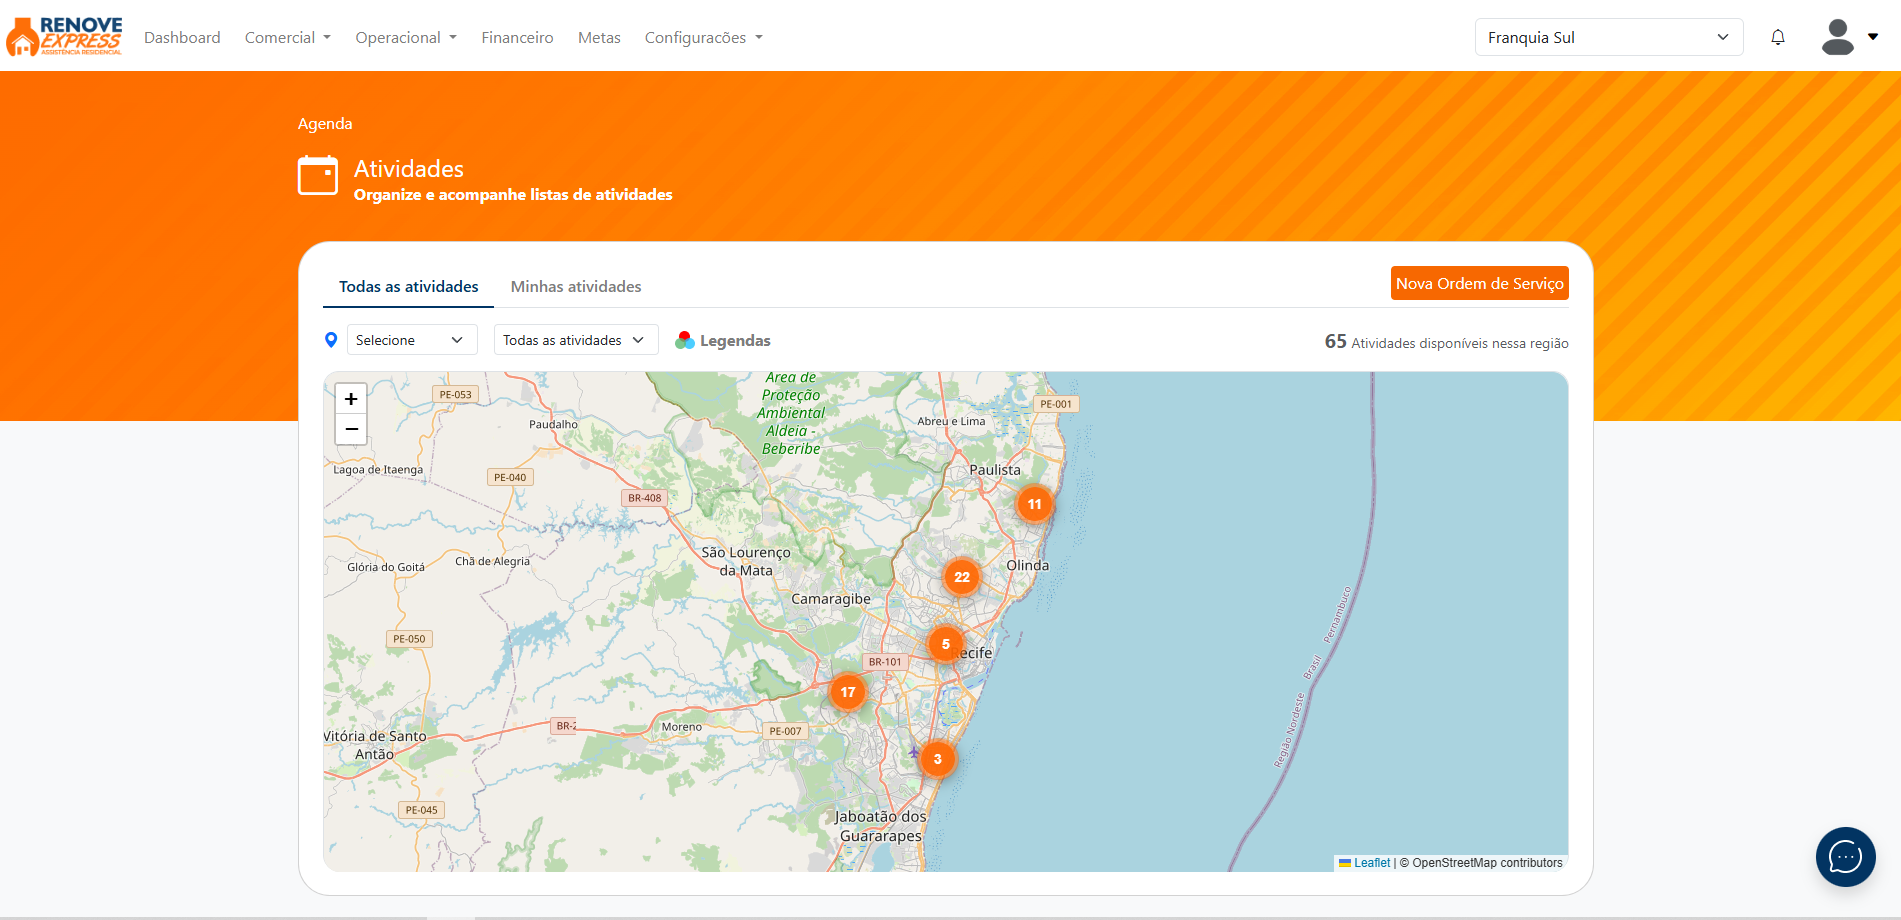 RENOVE
EXPRESS
ASSISTÊNCIA RESIDENCIAL
Dashboard
Comercial
Operacional
Financeiro
Metas
Configuracões
Franquia Sul
Agenda
Atividades
Organize e acompanhe listas de atividades
Todas as atividades
Minhas atividades
Nova Ordem de Serviço
Selecione
Todas as atividades
Legendas
65 Atividades disponíveis nessa região
+
−
PE-053
Paudalho
Área de
Proteção
Ambiental
Aldeia -
Beberibe
Abreu e Lima
PE-001
Lagoa de Itaenga
PE-040
BR-408
Paulista
11
São Lourenço
da Mata
Glória do Goitá
Chã de Alegria
Olinda
22
Camaragibe
PE-050
5
Recife
BR-101
17
Pernambuco
Brasil
Região Nordeste
BR-2
Moreno
PE-007
Vitória de Santo
Antão
3
PE-045
Jaboatão dos
Guararapes
Leaflet | © OpenStreetMap contributors